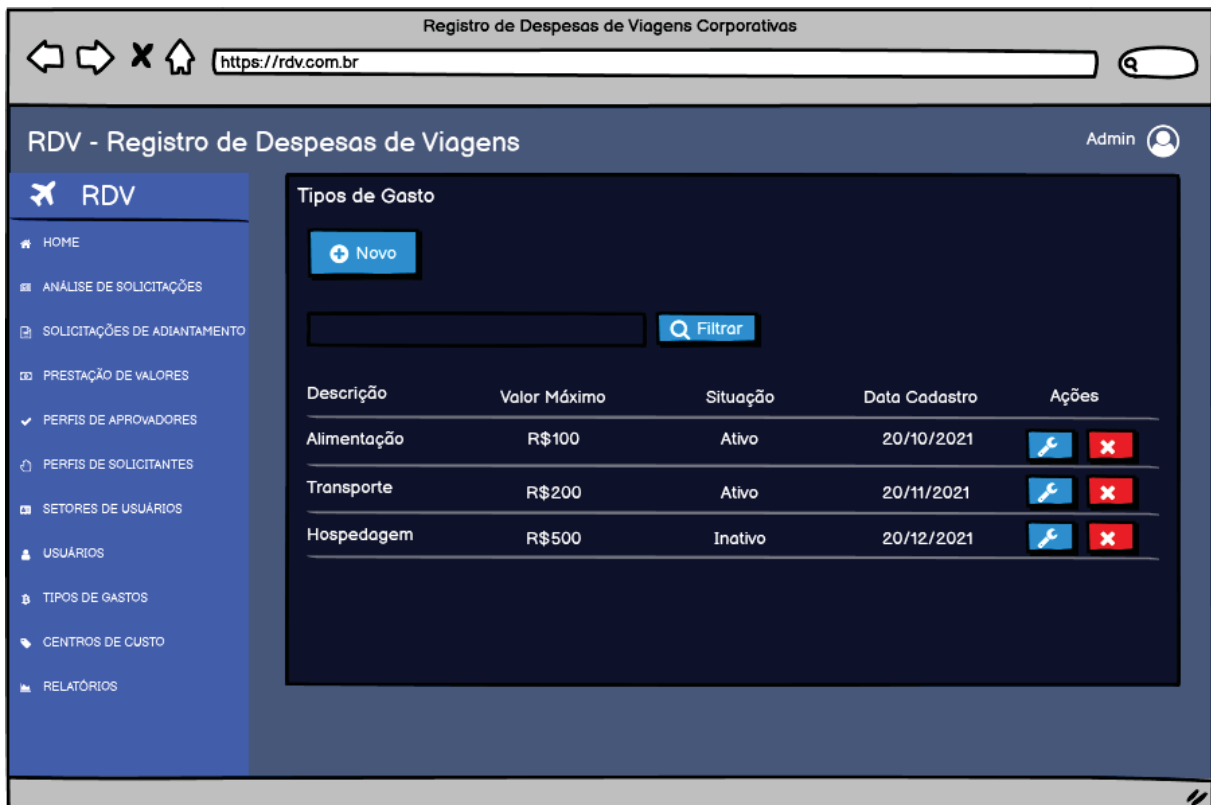 Registro de Despesas de Viagens Corporativas
https://rdv.com.br
RDV - Registro de Despesas de Viagens
Admin
RDV
HOME
ANÁLISE DE SOLICITAÇÕES
SOLICITAÇÕES DE ADIANTAMENTO
PRESTAÇÃO DE VALORES
PERFIS DE APROVADORES
PERFIS DE SOLICITANTES
SETORES DE USUÁRIOS
USUÁRIOS
TIPOS DE GASTOS
CENTROS DE CUSTO
RELATÓRIOS
Tipos de Gasto
Novo
Filtrar
Descrição Valor Máximo Situação Data Cadastro Ações
Alimentação R$100 Ativo 20/10/2021
Transporte R$200 Ativo 20/11/2021
Hospedagem R$500 Inativo 20/12/2021